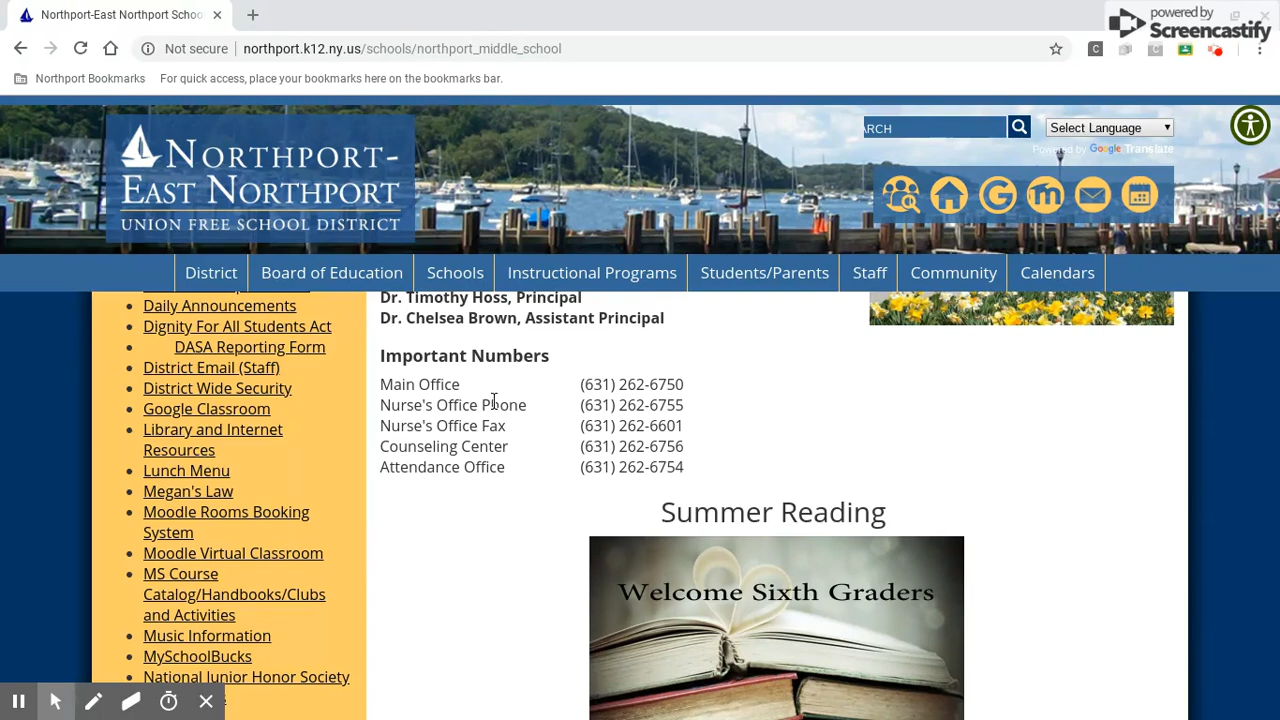 Northport-East Northport Schoo
powered by
Screencastify
Not secure northport.k12.ny.us/schools/northport_middle_school
Northport Bookmarks For quick access, place your bookmarks here on the bookmarks bar.
NORTHPORT-
EAST NORTHPORT
UNION FREE SCHOOL DISTRICT
ARCH
Select Language
Powered by Google Translate
District Board of Education Schools Instructional Programs Students/Parents Staff Community Calendars
Daily Announcements
Dignity For All Students Act
DASA Reporting Form
District Email (Staff)
District Wide Security
Google Classroom
Library and Internet
Resources
Lunch Menu
Megan's Law
Moodle Rooms Booking
System
Moodle Virtual Classroom
MS Course
Catalog/Handbooks/Clubs
and Activities
Music Information
MySchoolBucks
National Junior Honor Society
Dr. Timothy Hoss, Principal
Dr. Chelsea Brown, Assistant Principal
Important Numbers
Main Office (631) 262-6750
Nurse's Office Phone (631) 262-6755
Nurse's Office Fax (631) 262-6601
Counseling Center (631) 262-6756
Attendance Office (631) 262-6754
Summer Reading
Welcome Sixth Graders